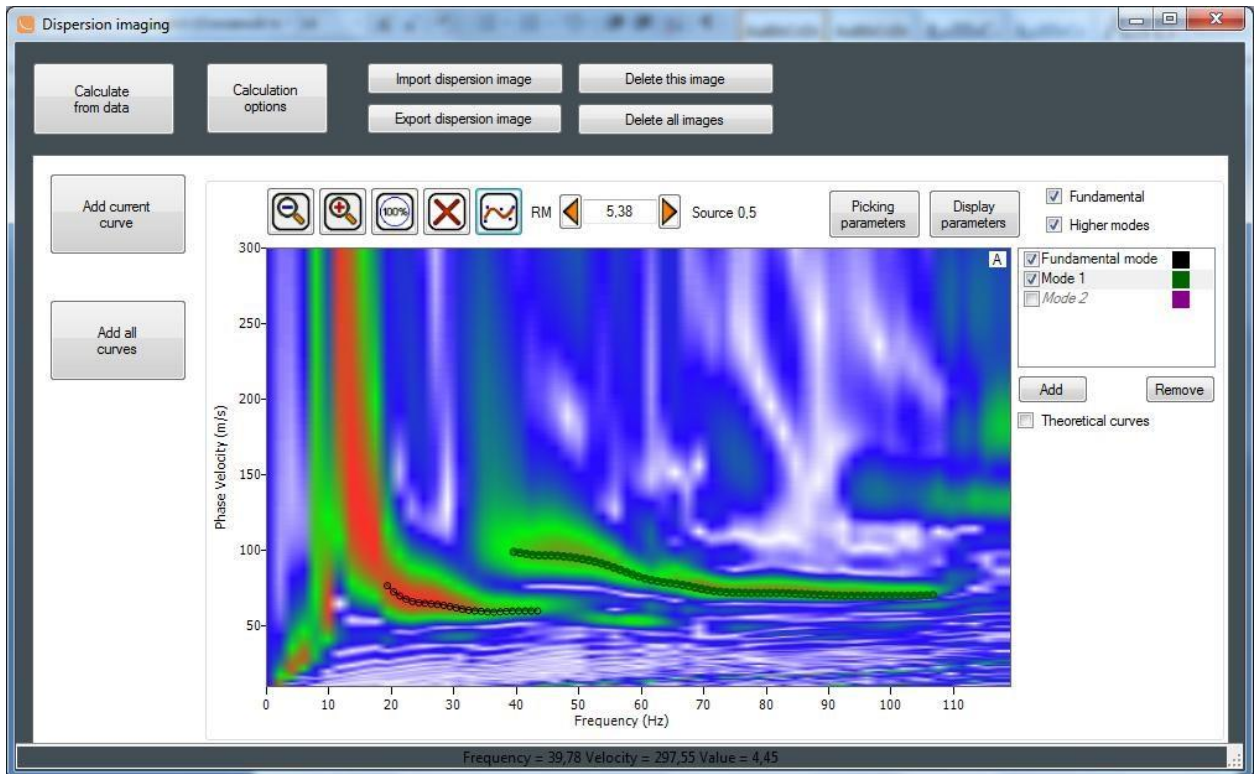 Dispersion imaging
Calculate
from data
Calculation
options
Import dispersion image
Delete this image
Export dispersion image
Delete all images
Add current
curve
Add all
curves
100%
RM
5,38
Source 0,5
Picking
parameters
Display
parameters
Fundamental
Higher modes
A
Fundamental mode
Mode 1
Mode 2
Add
Remove
Theoretical curves
Phase Velocity (m/s)
300
250
200
150
100
50
0 10 20 30 40 50 60 70 80 90 100 110
Frequency (Hz)
Frequency = 39,78 Velocity = 297,55 Value = 4,45